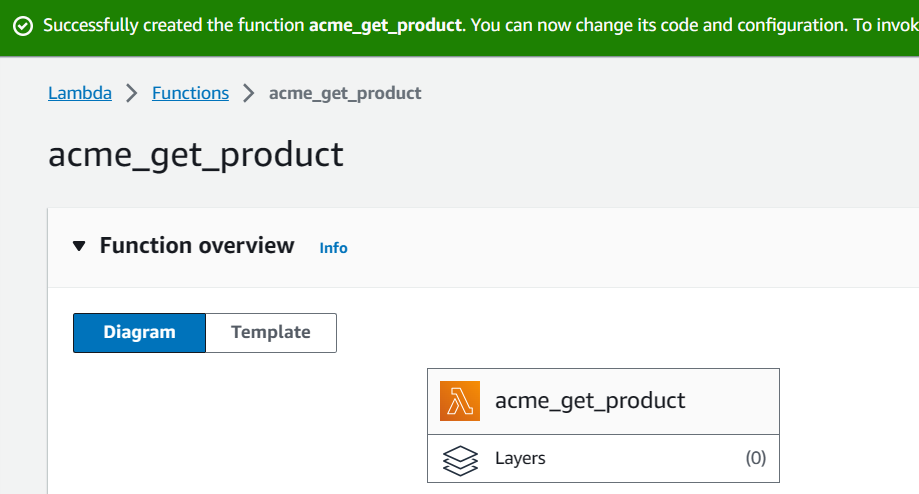 Successfully created the function acme_get_product. You can now change its code and configuration. To invok
Lambda > Functions > acme_get_product
acme_get_product
Function overview Info
Diagram Template
acme_get_product
Layers (0)